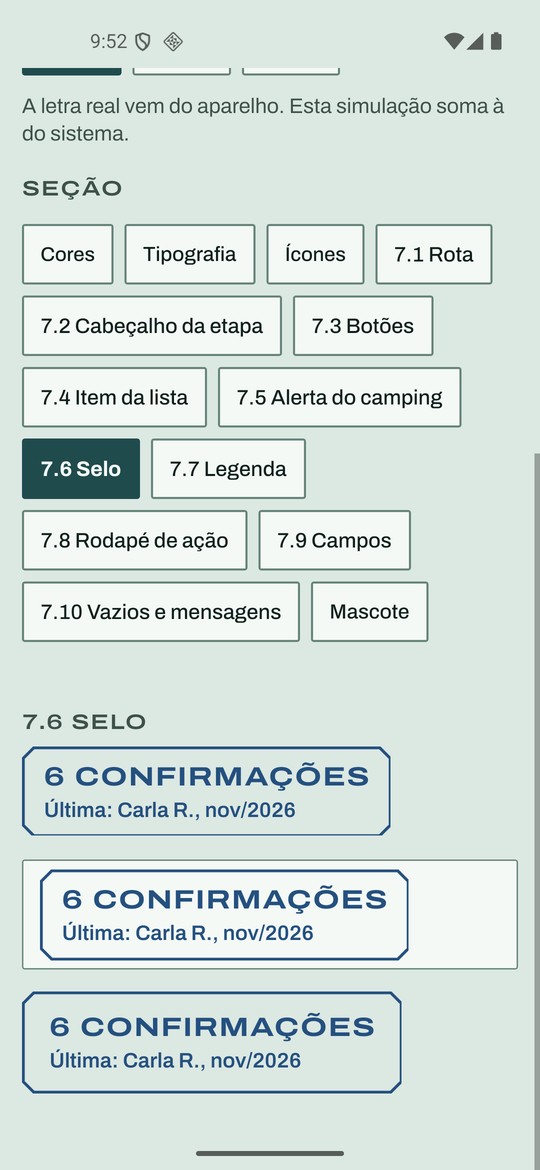 9:52
A letra real vem do aparelho. Esta simulação soma à
do sistema.
SEÇÃO
Cores
Tipografia
Ícones
7.1 Rota
7.2 Cabeçalho da etapa
7.3 Botões
7.4 Item da lista
7.5 Alerta do camping
7.6 Selo
7.7 Legenda
7.8 Rodapé de ação
7.9 Campos
7.10 Vazios e mensagens
Mascote
7.6 SELO
6 CONFIRMAÇÕES
Última: Carla R., nov/2026
6 CONFIRMAÇÕES
Última: Carla R., nov/2026
6 CONFIRMAÇÕES
Última: Carla R., nov/2026